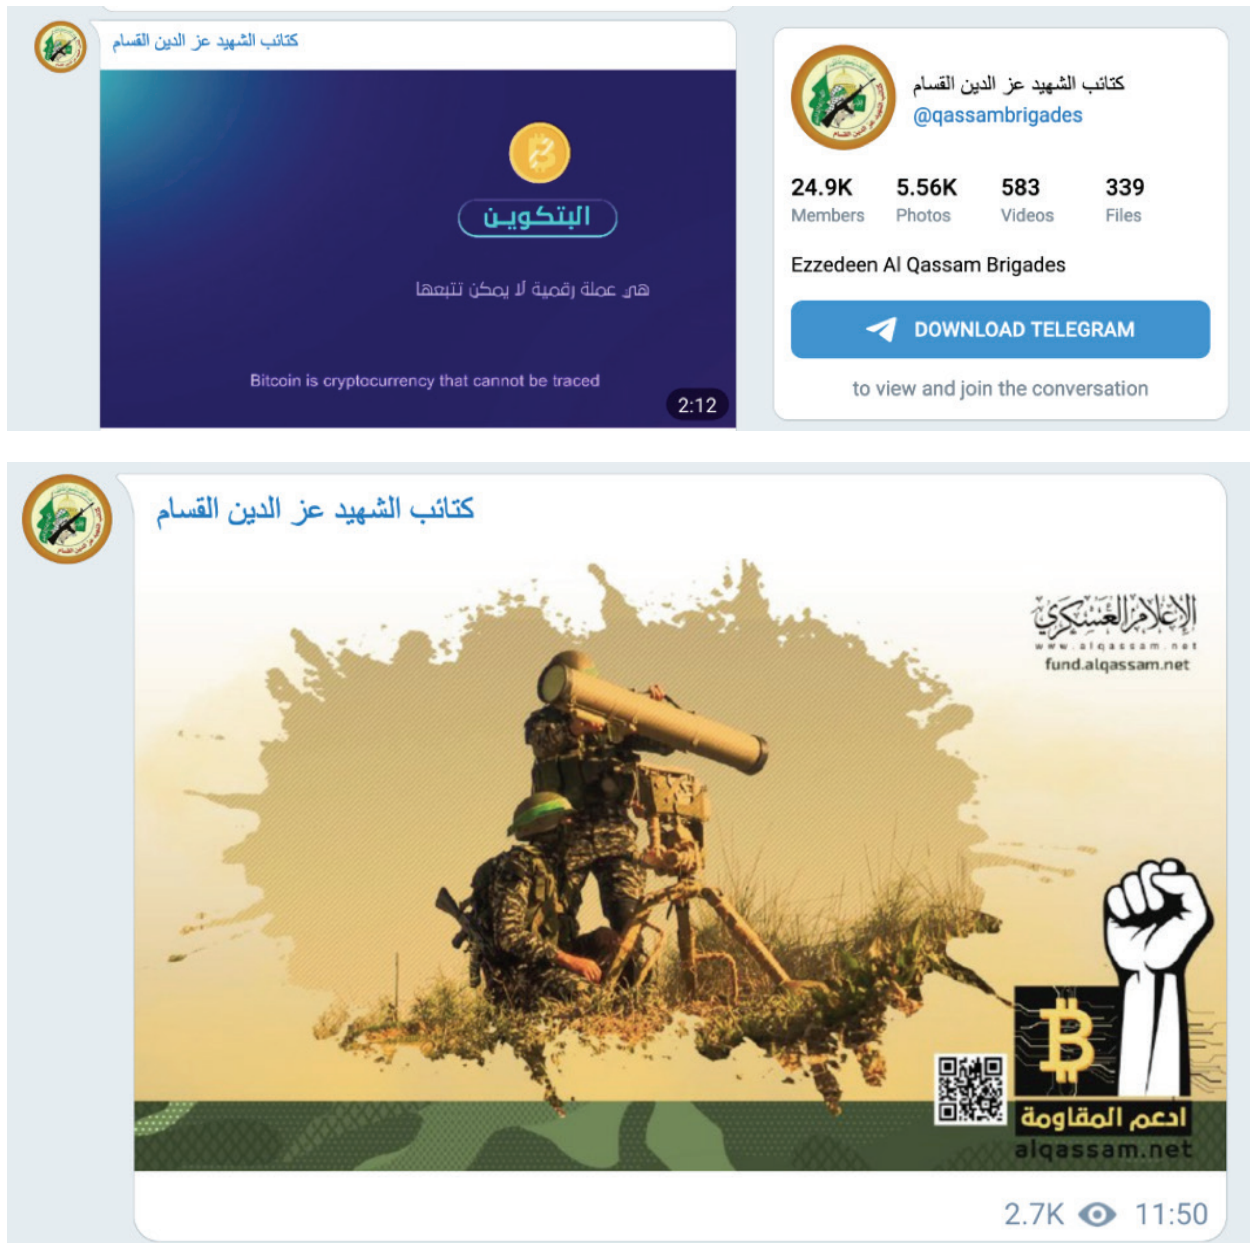 كتائب الشهيد عز الدين القسام
البتكوين
هي عملة رقمية لا يمكن تتبعها
Bitcoin is cryptocurrency that cannot be traced
2:12
كتائب الشهيد عز الدين القسام
@qassambrigades
24.9K 5.56K 583 339
Members Photos Videos Files
Ezzedeen Al Qassam Brigades
DOWNLOAD TELEGRAM
to view and join the conversation
كتائب الشهيد عز الدين القسام
الإعلام العسكري
www.alqassam.net
fund.alqassam.net
ادعم المقاومة
alqassam.net
2.7K 11:50